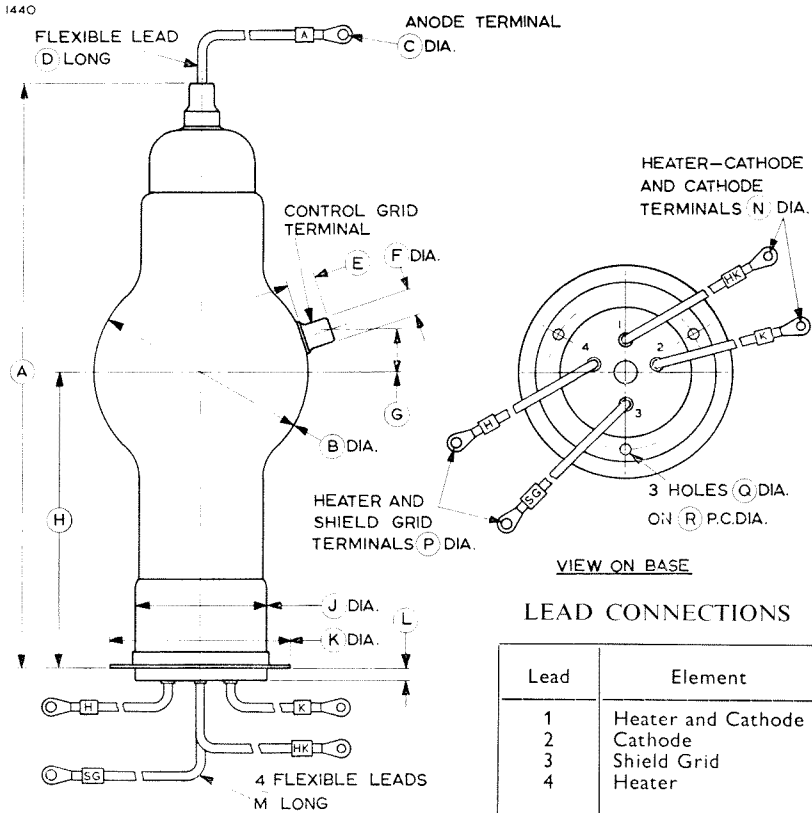 1440
FLEXIBLE LEAD
D LONG
ANODE TERMINAL
C DIA.
A
CONTROL GRID
TERMINAL
E
F DIA.
A
G
B DIA.
H
J DIA.
L
K DIA.
H
K
HK
SG
4 FLEXIBLE LEADS
M LONG
HEATER–CATHODE
AND CATHODE
TERMINALS N DIA.
HK
1
K
4
2
3
H
SG
HEATER AND
SHIELD GRID
TERMINALS P DIA.
3 HOLES Q DIA.
ON R P.C.DIA.
VIEW ON BASE
LEAD CONNECTIONS
Lead Element
1 Heater and Cathode
2 Cathode
3 Shield Grid
4 Heater